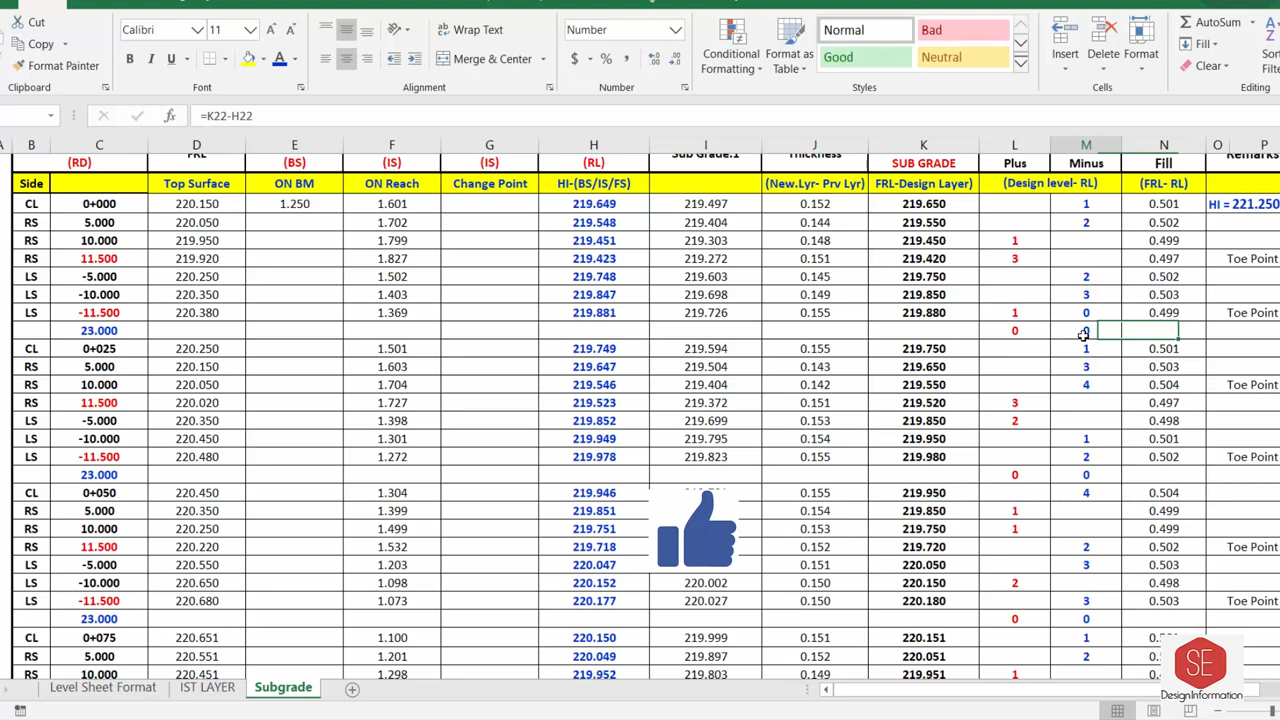 Cut Calibri 11 Wrap Text Number Normal Bad AutoSum
Copy Conditional Format as Insert Delete Format Fill
Format Painter B I U A Merge & Center $ % Formatting Table Good Neutral Clear
Clipboard Font Alignment Number Styles Cells Editing
fx =K22-H22
B C D E F G H I J K L M N O P
(RD) FRL (BS) (IS) (IS) (RL) Sub Grade:1 Thickness SUB GRADE Plus Minus Fill Remarks
Side Top Surface ON BM ON Reach Change Point HI-(BS/IS/FS) (New.Lyr- Prv Lyr) FRL-Design Layer) (Design level- RL) (FRL- RL)
CL 0+000 220.150 1.250 1.601 219.649 219.497 0.152 219.650 1 0.501 HI = 221.250
RS 5.000 220.050 1.702 219.548 219.404 0.144 219.550 2 0.502
RS 10.000 219.950 1.799 219.451 219.303 0.148 219.450 1 0.499
RS 11.500 219.920 1.827 219.423 219.272 0.151 219.420 3 0.497 Toe Point
LS -5.000 220.250 1.502 219.748 219.603 0.145 219.750 2 0.502
LS -10.000 220.350 1.403 219.847 219.698 0.149 219.850 3 0.503
LS -11.500 220.380 1.369 219.881 219.726 0.155 219.880 1 0 0.499 Toe Point
23.000 0 0
CL 0+025 220.250 1.501 219.749 219.594 0.155 219.750 1 0.501
RS 5.000 220.150 1.603 219.647 219.504 0.143 219.650 3 0.503
RS 10.000 220.050 1.704 219.546 219.404 0.142 219.550 4 0.504 Toe Point
RS 11.500 220.020 1.727 219.523 219.372 0.151 219.520 3 0.497
LS -5.000 220.350 1.398 219.852 219.699 0.153 219.850 2 0.498
LS -10.000 220.450 1.301 219.949 219.795 0.154 219.950 1 0.501
LS -11.500 220.480 1.272 219.978 219.823 0.155 219.980 2 0.502 Toe Point
23.000 0 0
CL 0+050 220.450 1.304 219.946 0.155 219.950 4 0.504
RS 5.000 220.350 1.399 219.851 0.154 219.850 1 0.499
RS 10.000 220.250 1.499 219.751 0.153 219.750 1 0.499
RS 11.500 220.220 1.532 219.718 0.152 219.720 2 0.502 Toe Point
LS -5.000 220.550 1.203 220.047 0.151 220.050 3 0.503
LS -10.000 220.650 1.098 220.152 220.002 0.150 220.150 2 0.498
LS -11.500 220.680 1.073 220.177 220.027 0.150 220.180 3 0.503 Toe Point
23.000 0 0
CL 0+075 220.651 1.100 220.150 219.999 0.151 220.151 1
RS 5.000 220.551 1.201 220.049 219.897 0.152 220.051 2
RS 10.000 220.451 1.298 219.952 219.803 0.149 219.951 1
SE
DesignInformation
Level Sheet Format IST LAYER Subgrade